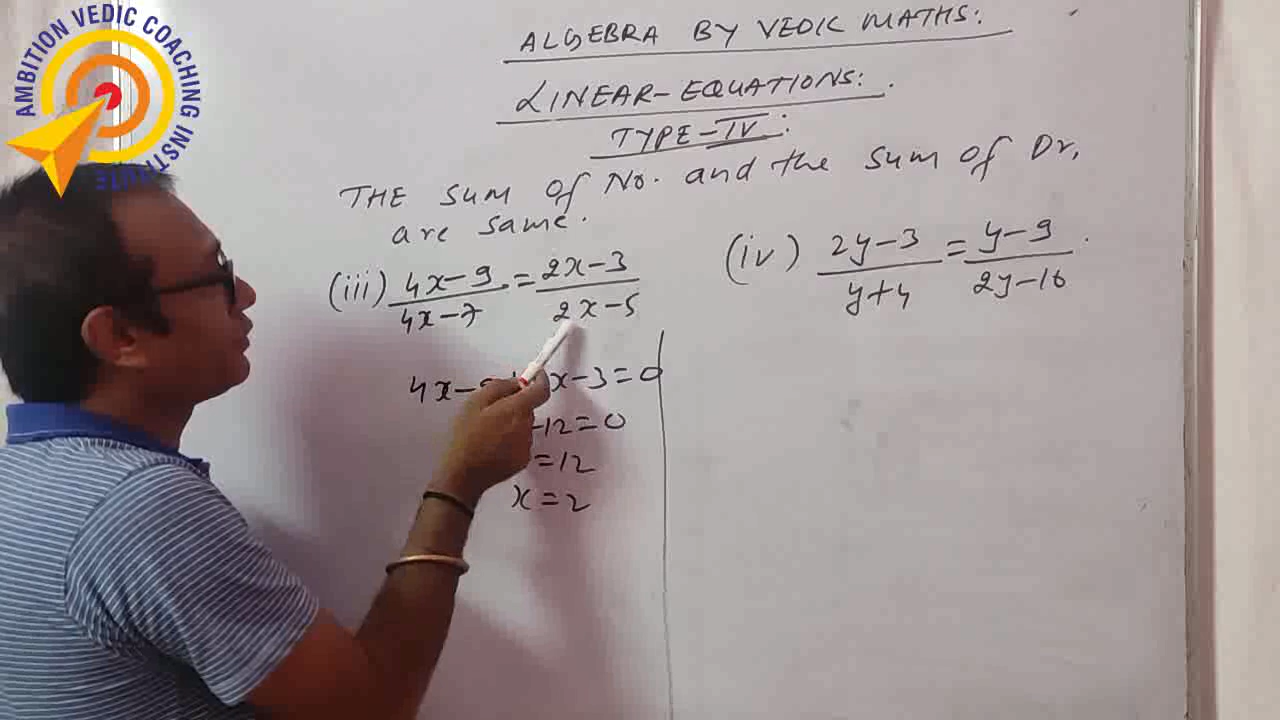 AMBITION VEDIC COACHING INSTITUTE
ALGEBRA BY VEDIC MATHS:
LINEAR-EQUATIONS:
TYPE-IV:
THE sum of No. and the sum of Dr.
are same.
(iii) 4x-9/4x-7 = 2x-3/2x-5
(iv) 2y-3/y+4 = y-9/2y-16
4x- x-3=0
-12=0
=12
x=2